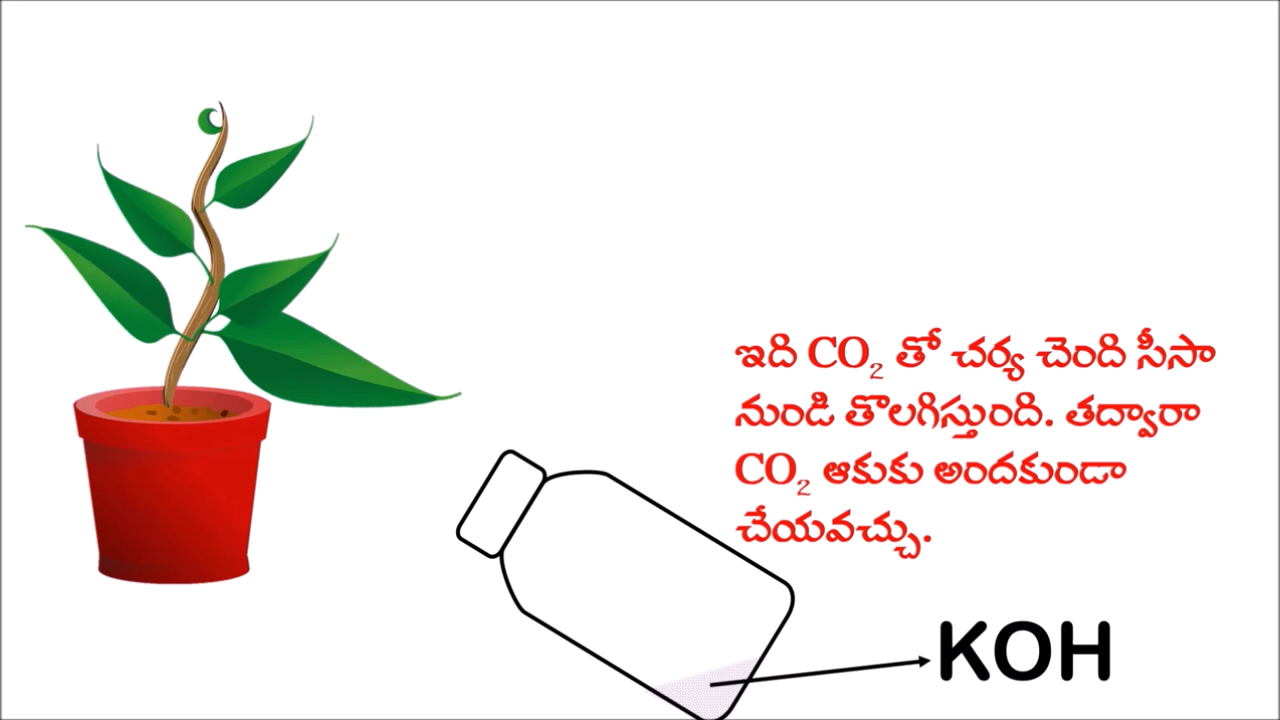 ఇది CO₂ తో చర్య చెంది సీసా
నుండి తొలగిస్తుంది. తద్వారా
CO₂ ఆకుకు అందకుండా
చేయవచ్చు.
KOH